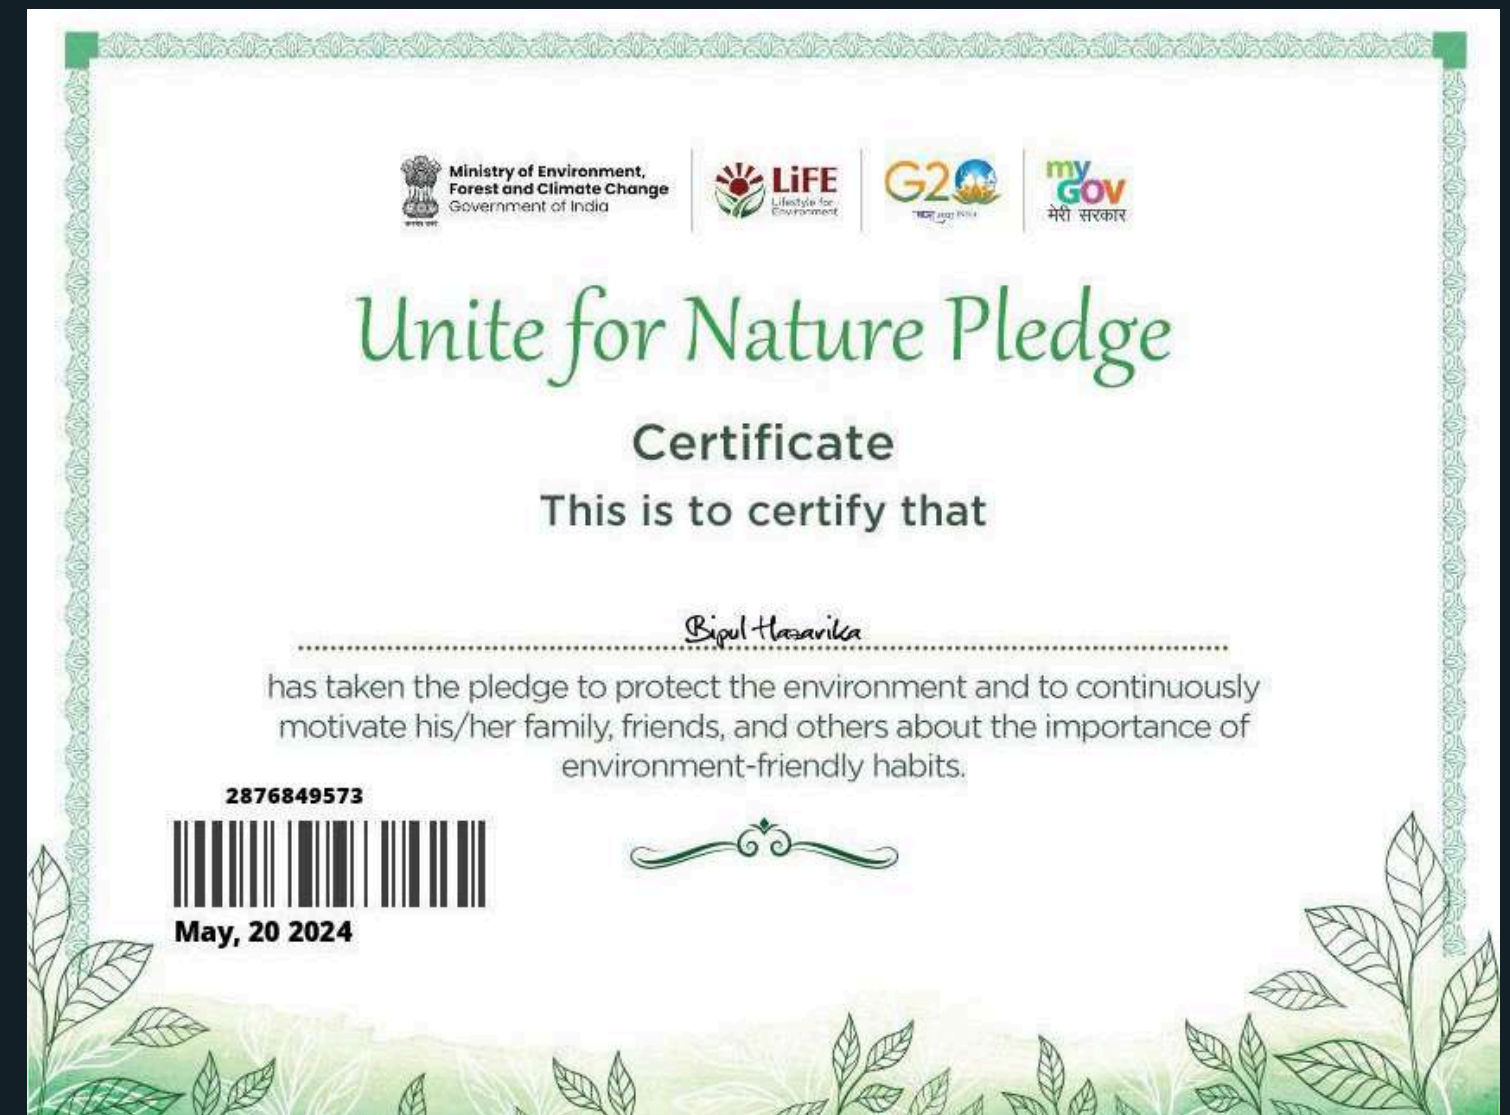 Ministry of Environment,
Forest and Climate Change
Government of India
LiFE
Lifestyle for
Environment
G20
my
GOV
मेरी सरकार
Unite for Nature Pledge
Certificate
This is to certify that
Bipul Hazarika
has taken the pledge to protect the environment and to continuously
motivate his/her family, friends, and others about the importance of
environment-friendly habits.
2876849573
May, 20 2024